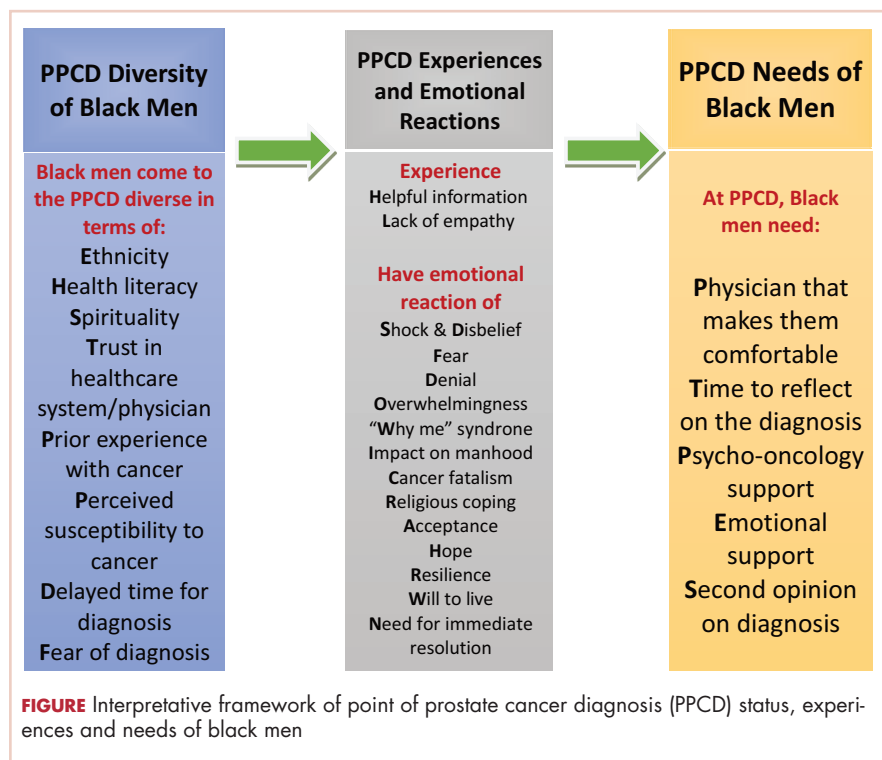 PPCD Diversity
of Black Men
Black men come to
the PPCD diverse in
terms of:
Ethnicity
Health literacy
Spirituality
Trust in
healthcare
system/physician
Prior experience
with cancer
Perceived
susceptibility to
cancer
Delayed time for
diagnosis
Fear of diagnosis
PPCD Experiences
and Emotional
Reactions
Experience
Helpful information
Lack of empathy
Have emotional
reaction of
Shock & Disbelief
Fear
Denial
Overwhelmingness
“Why me” syndrone
Impact on manhood
Cancer fatalism
Religious coping
Acceptance
Hope
Resilience
Will to live
Need for immediate
resolution
PPCD Needs of
Black Men
At PPCD, Black
men need:
Physician that
makes them
comfortable
Time to reflect
on the diagnosis
Psycho-oncology
support
Emotional
support
Second opinion
on diagnosis
FIGURE Interpretative framework of point of prostate cancer diagnosis (PPCD) status, experi-
ences and needs of black men